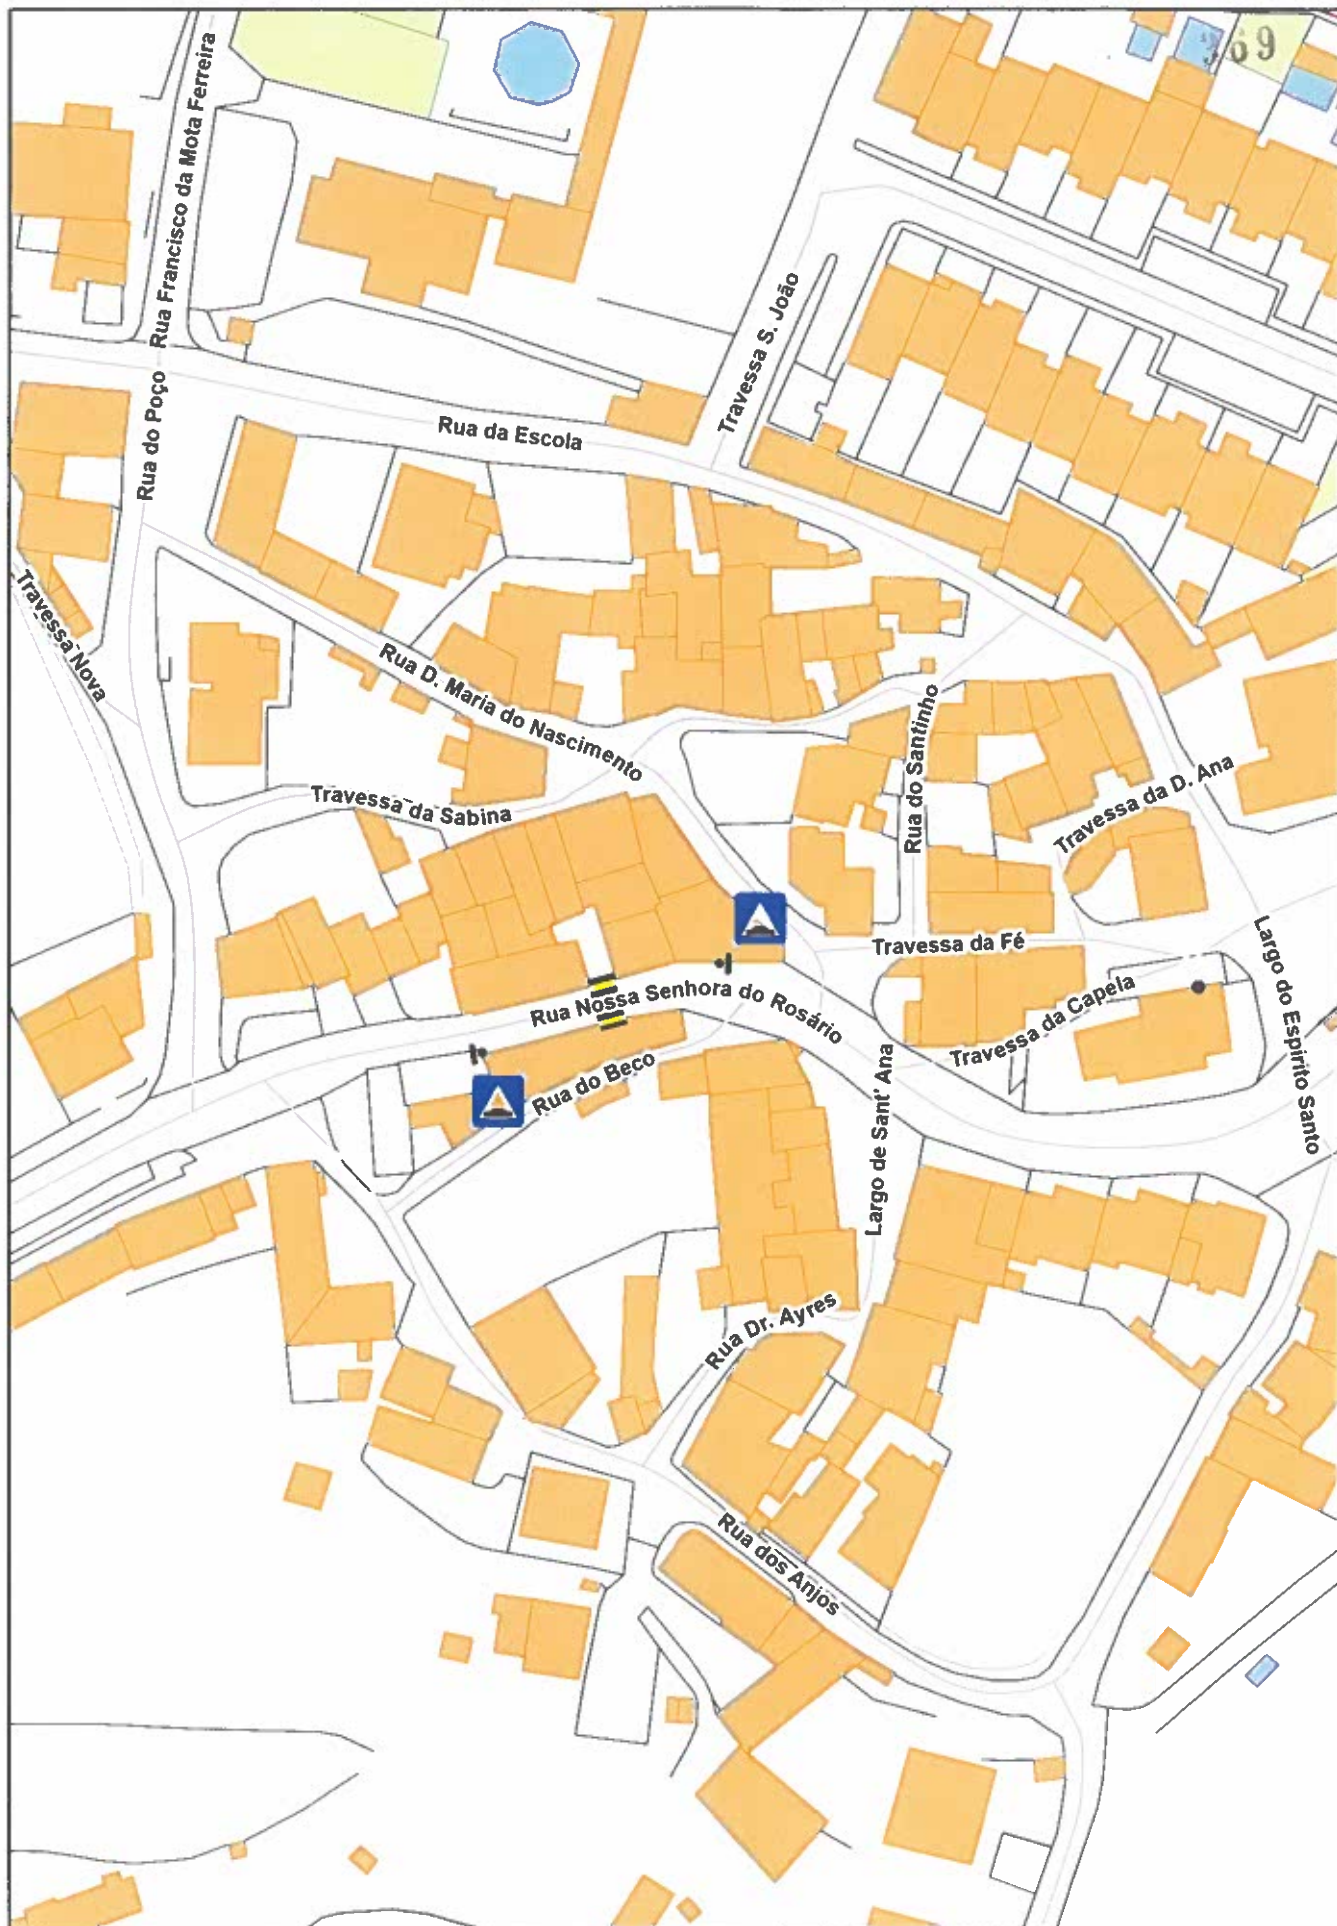 69
Rua Francisco da Mota Ferreira
Travessa S. João
Rua do Poço
Rua da Escola
Travessa Nova
Rua D. Maria do Nascimento
Rua do Santinho
Travessa da D. Ana
Travessa da Sabina
Travessa da Fé
Largo do Espirito Santo
Rua Nossa Senhora do Rosário
Travessa da Capela
Rua do Beco
Largo de Sant' Ana
Rua Dr. Ayres
Rua dos Anjos